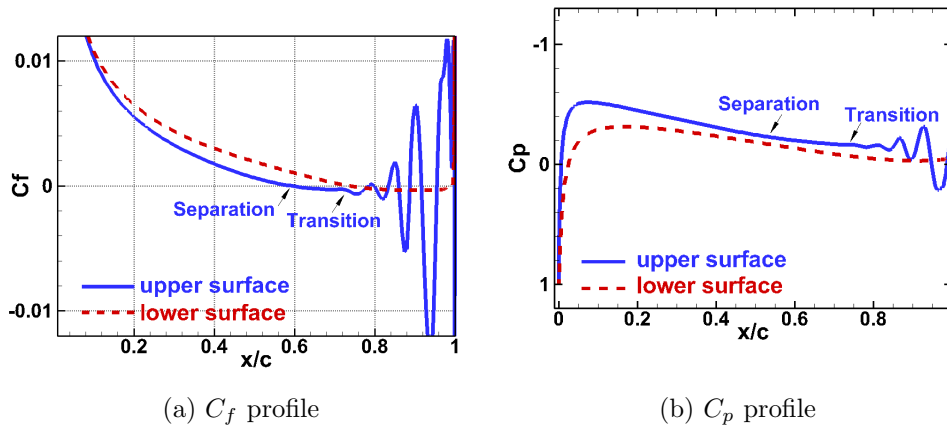 0.01
0
-0.01
Cf
Separation
Transition
upper surface
lower surface
0.2
0.4
0.6
0.8
1
x/c
(a) C_f profile
-1
0
1
Cp
Separation
Transition
upper surface
lower surface
0
0.2
0.4
0.6
0.8
x/c
(b) C_p profile